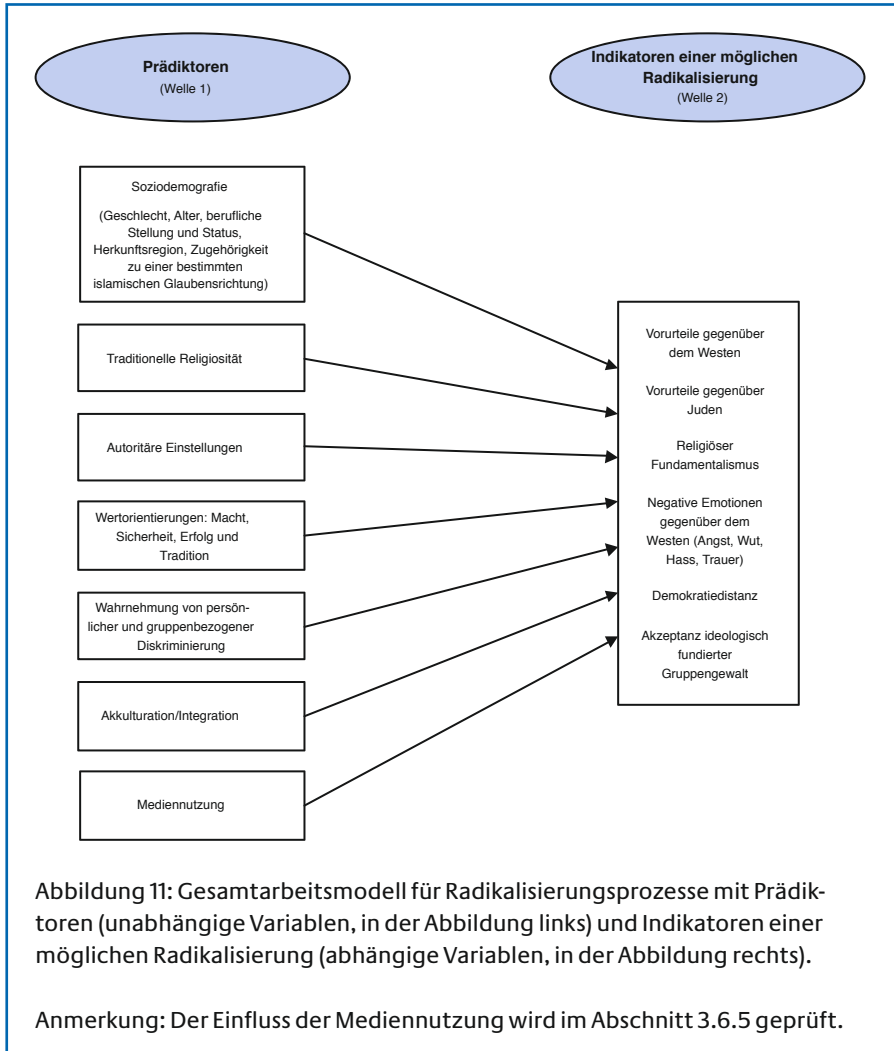 Prädiktoren
(Welle 1)
Indikatoren einer möglichen
Radikalisierung
(Welle 2)
Soziodemografie
(Geschlecht, Alter, berufliche
Stellung und Status,
Herkunftsregion, Zugehörigkeit
zu einer bestimmten
islamischen Glaubensrichtung)
Traditionelle Religiosität
Autoritäre Einstellungen
Wertorientierungen: Macht,
Sicherheit, Erfolg und
Tradition
Wahrnehmung von persön-
licher und gruppenbezogener
Diskriminierung
Akkulturation/Integration
Mediennutzung
Vorurteile gegenüber
dem Westen
Vorurteile gegenüber
Juden
Religiöser
Fundamentalismus
Negative Emotionen
gegenüber dem
Westen (Angst, Wut,
Hass, Trauer)
Demokratiedistanz
Akzeptanz ideologisch
fundierter
Gruppengewalt
Abbildung 11: Gesamtarbeitsmodell für Radikalisierungsprozesse mit Prädik-
toren (unabhängige Variablen, in der Abbildung links) und Indikatoren einer
möglichen Radikalisierung (abhängige Variablen, in der Abbildung rechts).
Anmerkung: Der Einfluss der Mediennutzung wird im Abschnitt 3.6.5 geprüft.